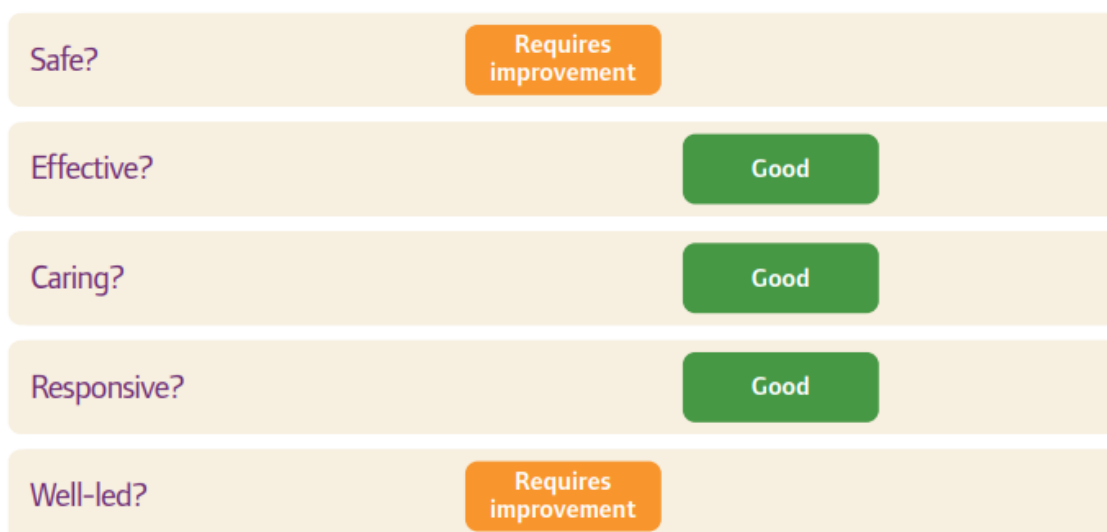 Safe?
Requires
improvement
Effective?
Good
Caring?
Good
Responsive?
Good
Well-led?
Requires
improvement